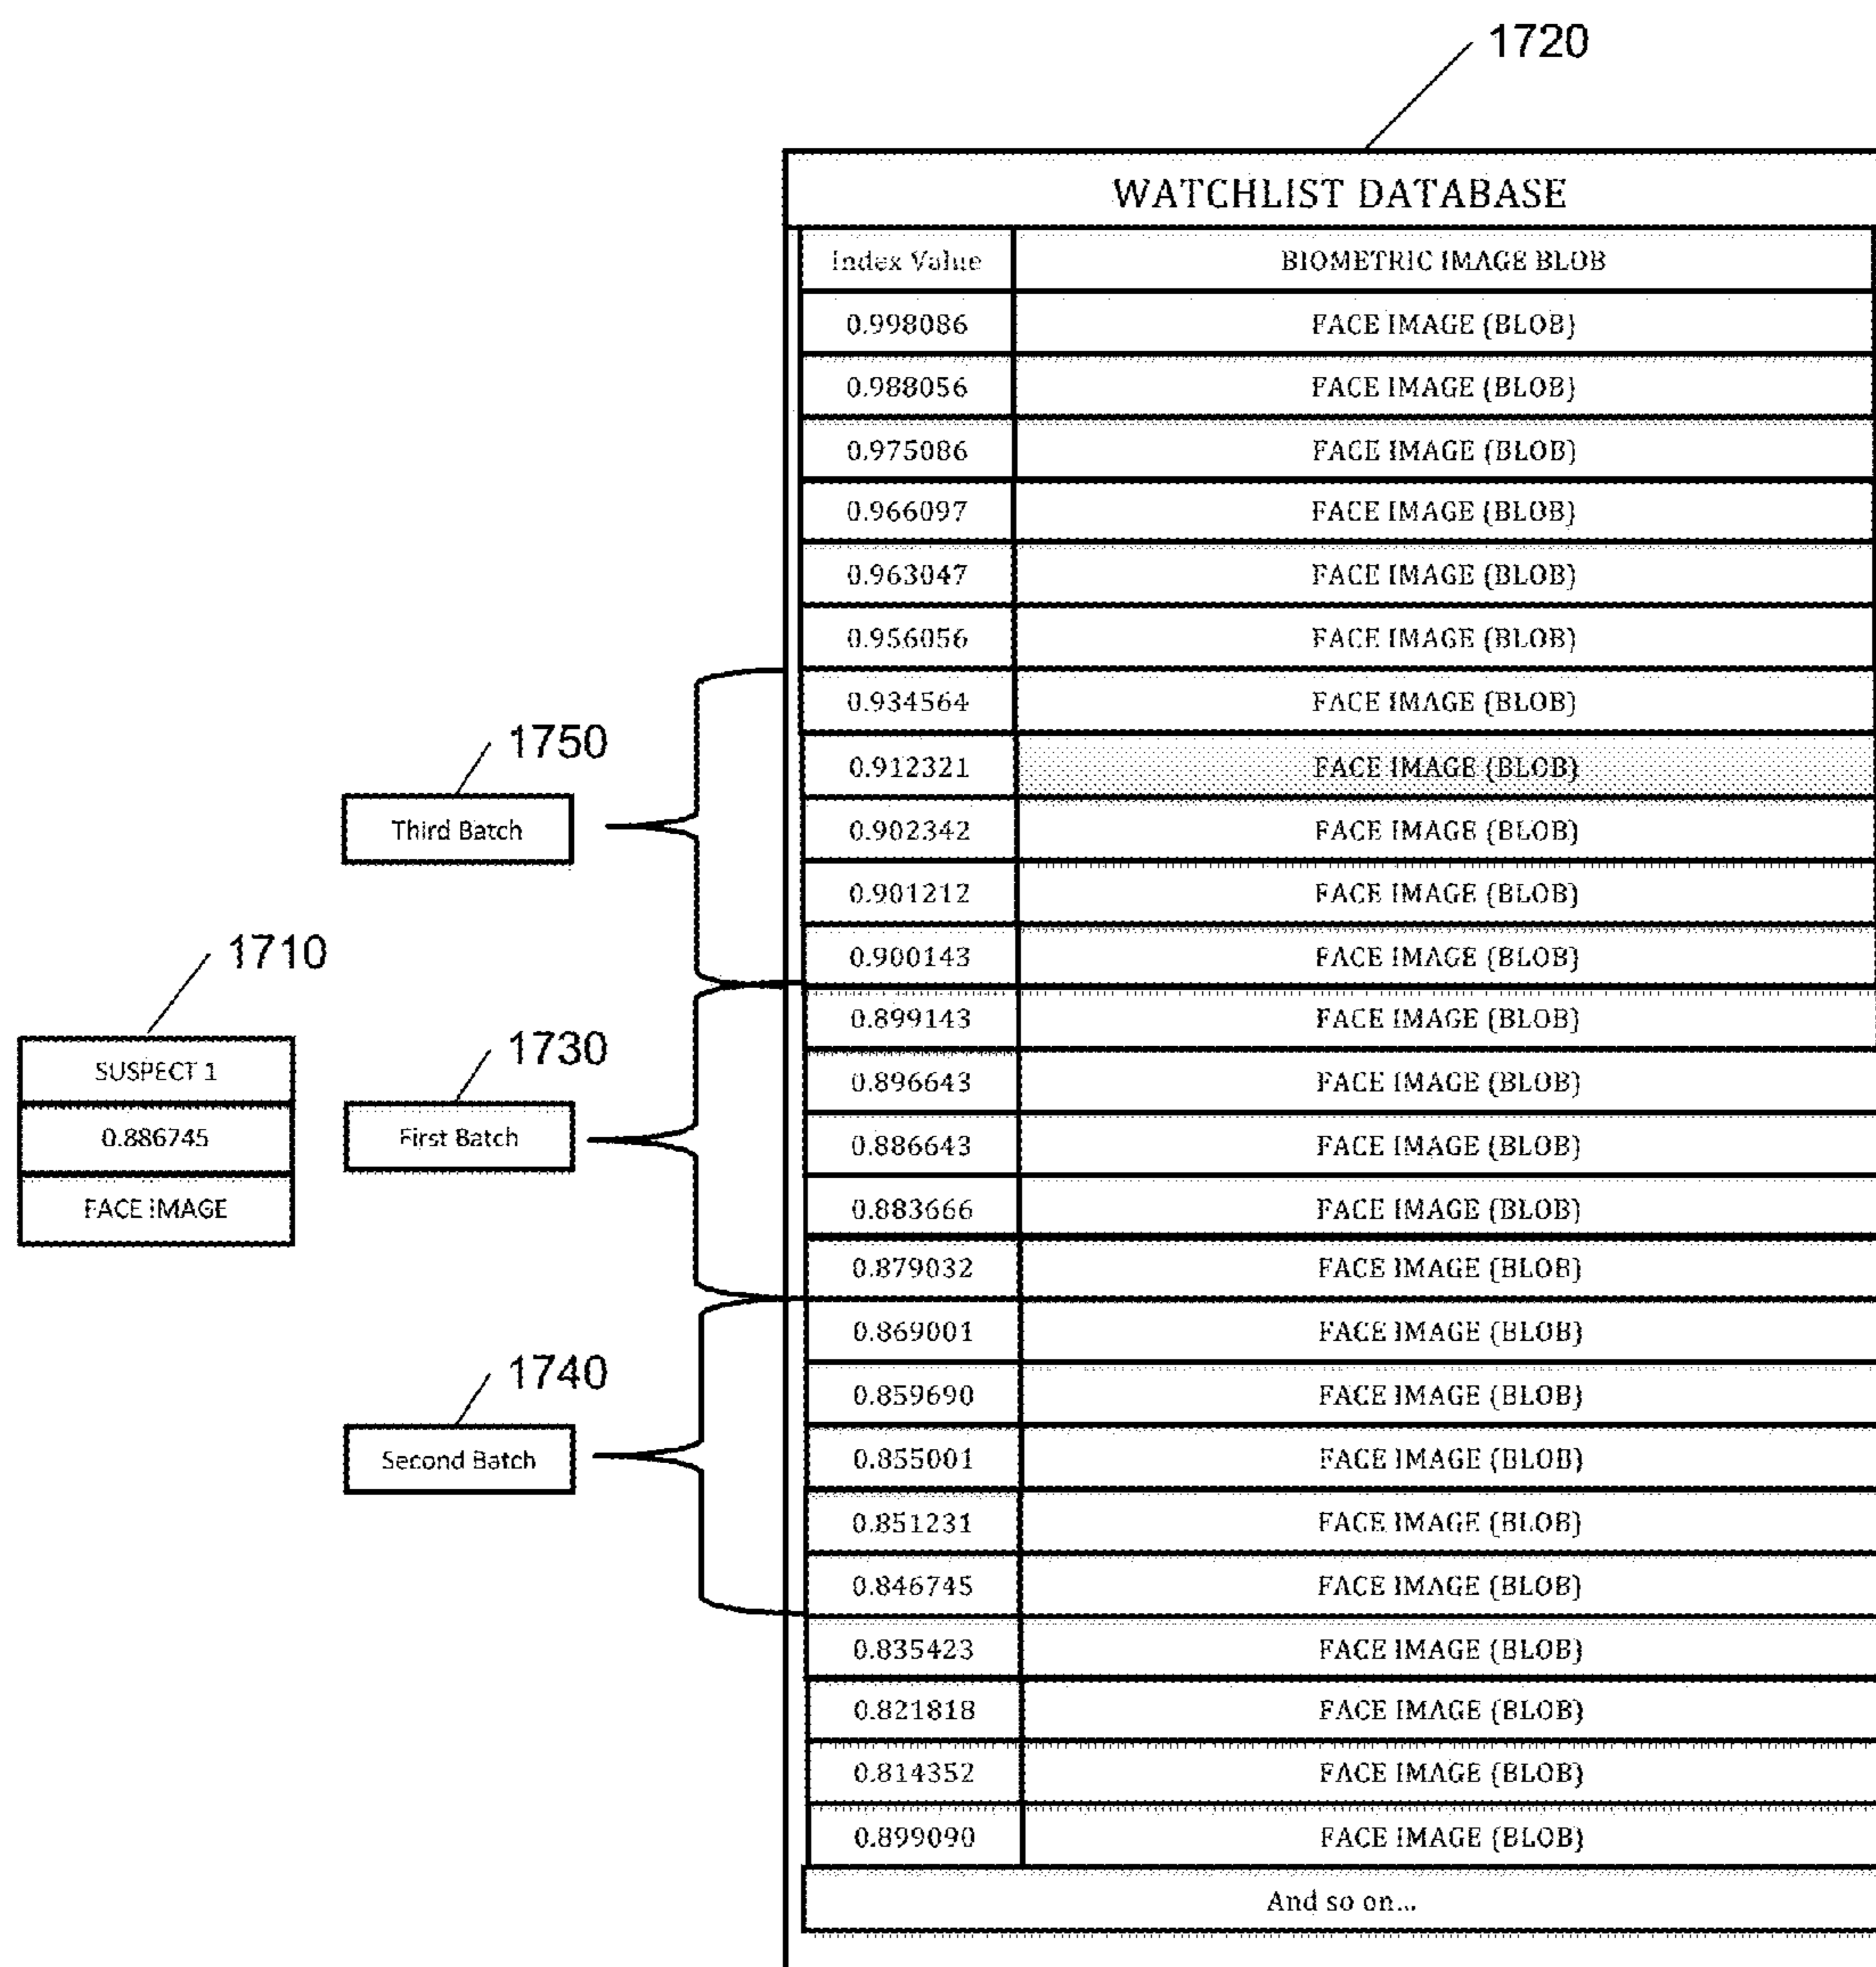 1720
WATCHLIST DATABASE
Index Value BIOMETRIC IMAGE BLOB
0.998086 FACE IMAGE (BLOB)
0.988056 FACE IMAGE (BLOB)
0.975086 FACE IMAGE (BLOB)
0.966097 FACE IMAGE (BLOB)
0.963047 FACE IMAGE (BLOB)
0.956056 FACE IMAGE (BLOB)
0.934564 FACE IMAGE (BLOB)
0.912321 FACE IMAGE (BLOB)
0.902342 FACE IMAGE (BLOB)
0.901212 FACE IMAGE (BLOB)
0.900143 FACE IMAGE (BLOB)
0.899143 FACE IMAGE (BLOB)
0.896643 FACE IMAGE (BLOB)
0.886643 FACE IMAGE (BLOB)
0.883666 FACE IMAGE (BLOB)
0.879032 FACE IMAGE (BLOB)
0.869001 FACE IMAGE (BLOB)
0.859690 FACE IMAGE (BLOB)
0.855001 FACE IMAGE (BLOB)
0.851231 FACE IMAGE (BLOB)
0.846745 FACE IMAGE (BLOB)
0.835423 FACE IMAGE (BLOB)
0.821818 FACE IMAGE (BLOB)
0.814352 FACE IMAGE (BLOB)
0.899090 FACE IMAGE (BLOB)
And so on...
1750
Third Batch
1710
SUSPECT 1
0.886745
FACE IMAGE
1730
First Batch
1740
Second Batch